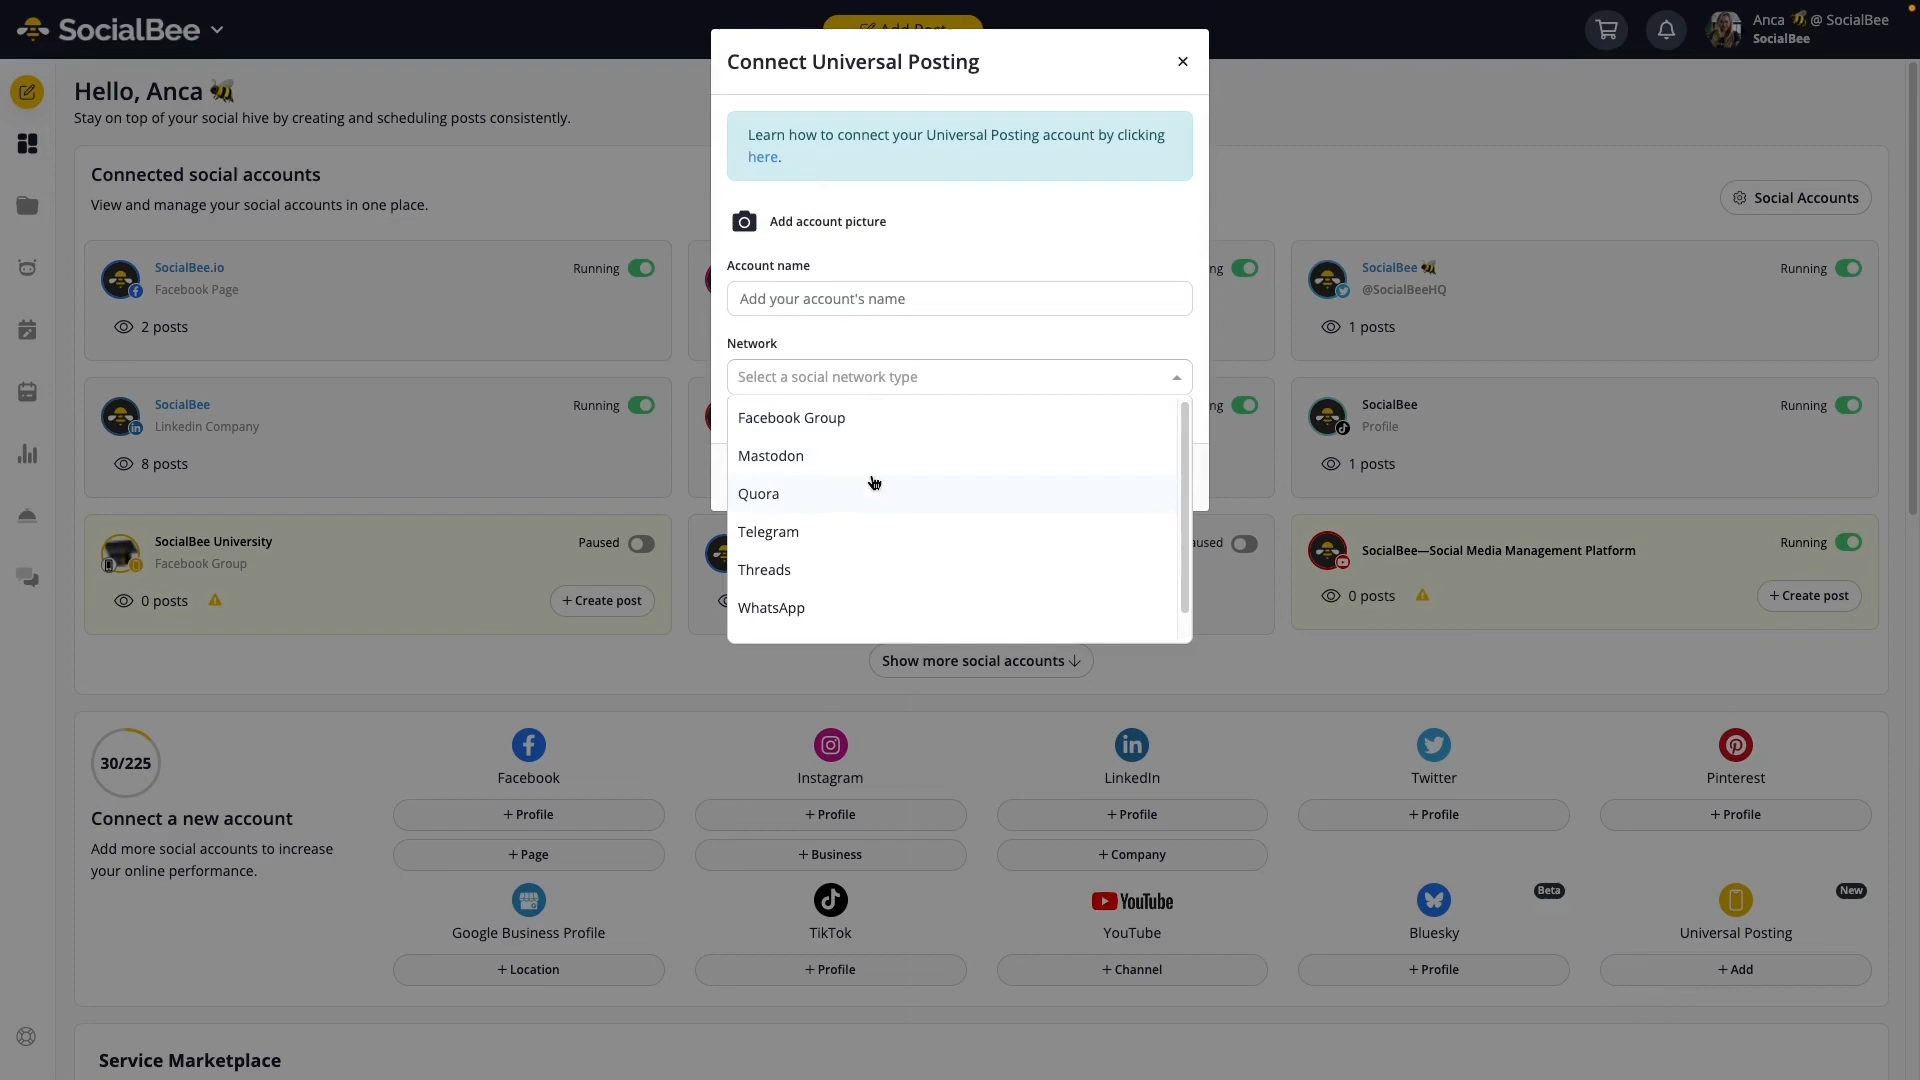 SocialBee
Add Post
Anca 🐝 @ SocialBee
SocialBee
Hello, Anca 🐝
Stay on top of your social hive by creating and scheduling posts consistently.
Connected social accounts
View and manage your social accounts in one place.
Social Accounts
SocialBee.io
Facebook Page
Running
2 posts
ng
SocialBee 🐝
@SocialBeeHQ
Running
1 posts
SocialBee
Linkedin Company
Running
8 posts
ng
SocialBee
Profile
Running
1 posts
SocialBee University
Facebook Group
Paused
0 posts
+ Create post
aused
SocialBee—Social Media Management Platform
Running
0 posts
+ Create post
Connect Universal Posting
Learn how to connect your Universal Posting account by clicking
here.
Add account picture
Account name
Add your account's name
Network
Select a social network type
Facebook Group
Mastodon
Quora
Telegram
Threads
WhatsApp
Show more social accounts ↓
30/225
Connect a new account
Add more social accounts to increase
your online performance.
Facebook
+ Profile
+ Page
Instagram
+ Profile
+ Business
LinkedIn
+ Profile
+ Company
Twitter
+ Profile
Pinterest
+ Profile
Google Business Profile
+ Location
TikTok
+ Profile
YouTube
YouTube
+ Channel
Beta
Bluesky
+ Profile
New
Universal Posting
+ Add
Service Marketplace